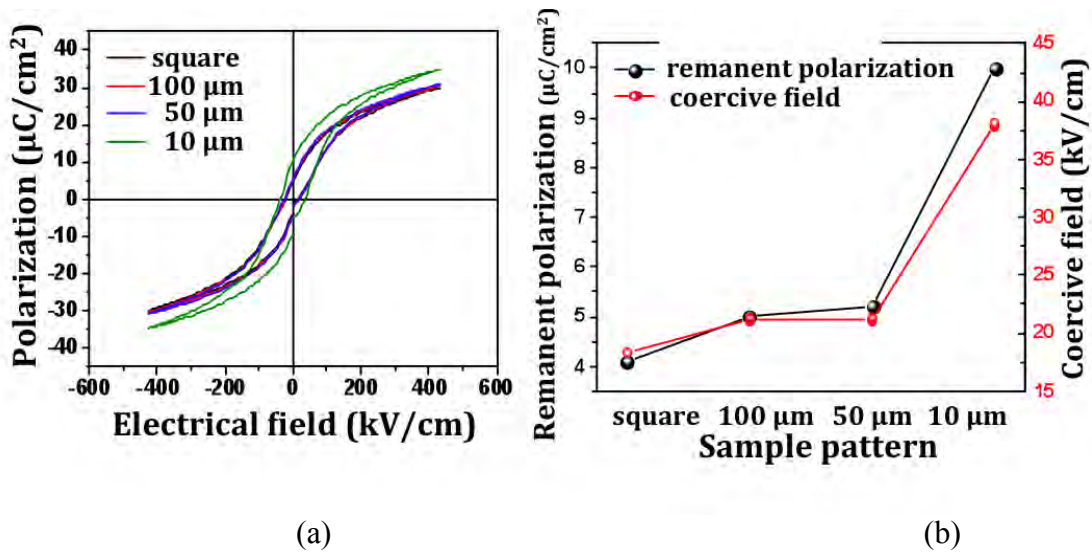 Polarization (µC/cm²)
40
30
20
10
0
-10
-20
-30
-40
square
100 µm
50 µm
10 µm
-600 -400 -200 0 200 400 600
Electrical field (kV/cm)
(a)
Remanent polarization (µC/cm²)
10
9
8
7
6
5
4
remanent polarization
coercive field
45
40
35
30
25
20
15
Coercive field (kV/cm)
square 100 µm 50 µm 10 µm
Sample pattern
(b)